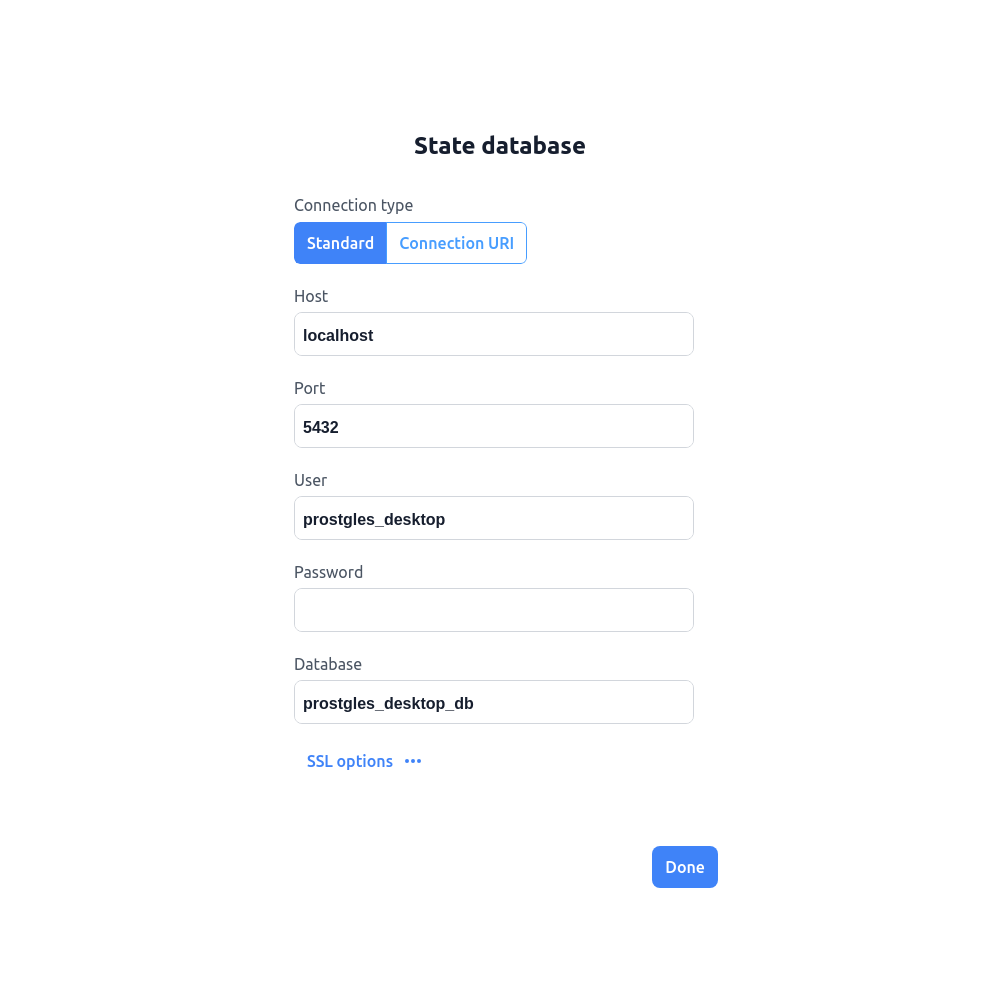 State database
Connection type
Standard Connection URI
Host
localhost
Port
5432
User
prostgles_desktop
Password
Database
prostgles_desktop_db
SSL options
Done